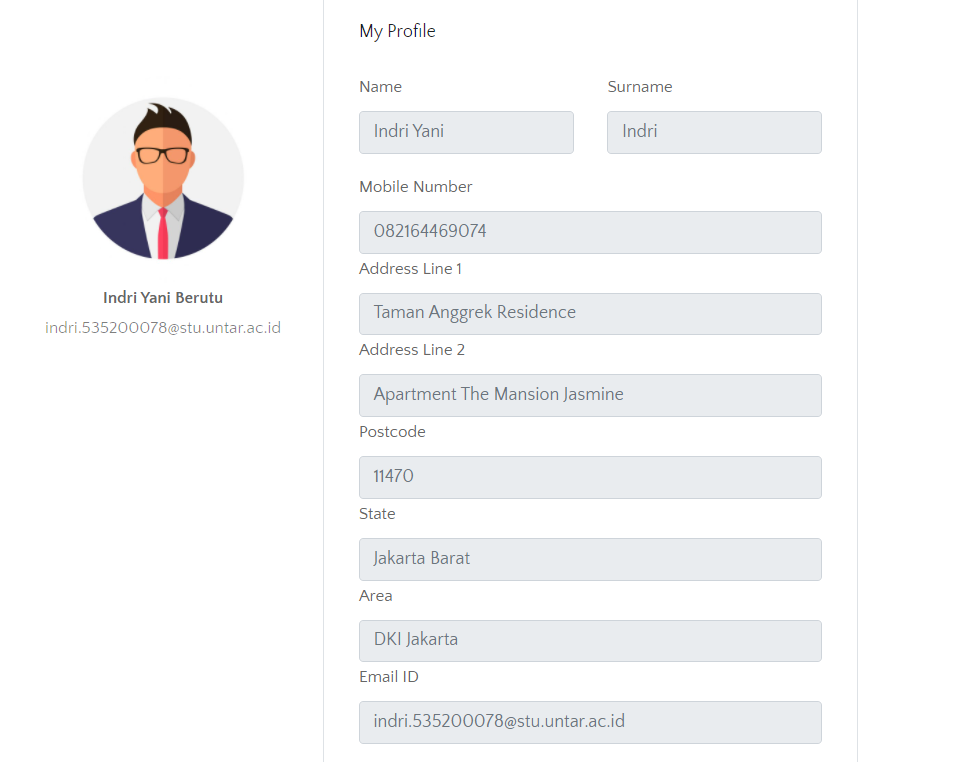 Indri Yani Berutu
indri.535200078@stu.untar.ac.id
My Profile
Name
Surname
Indri Yani
Indri
Mobile Number
082164469074
Address Line 1
Taman Anggrek Residence
Address Line 2
Apartment The Mansion Jasmine
Postcode
11470
State
Jakarta Barat
Area
DKI Jakarta
Email ID
indri.535200078@stu.untar.ac.id